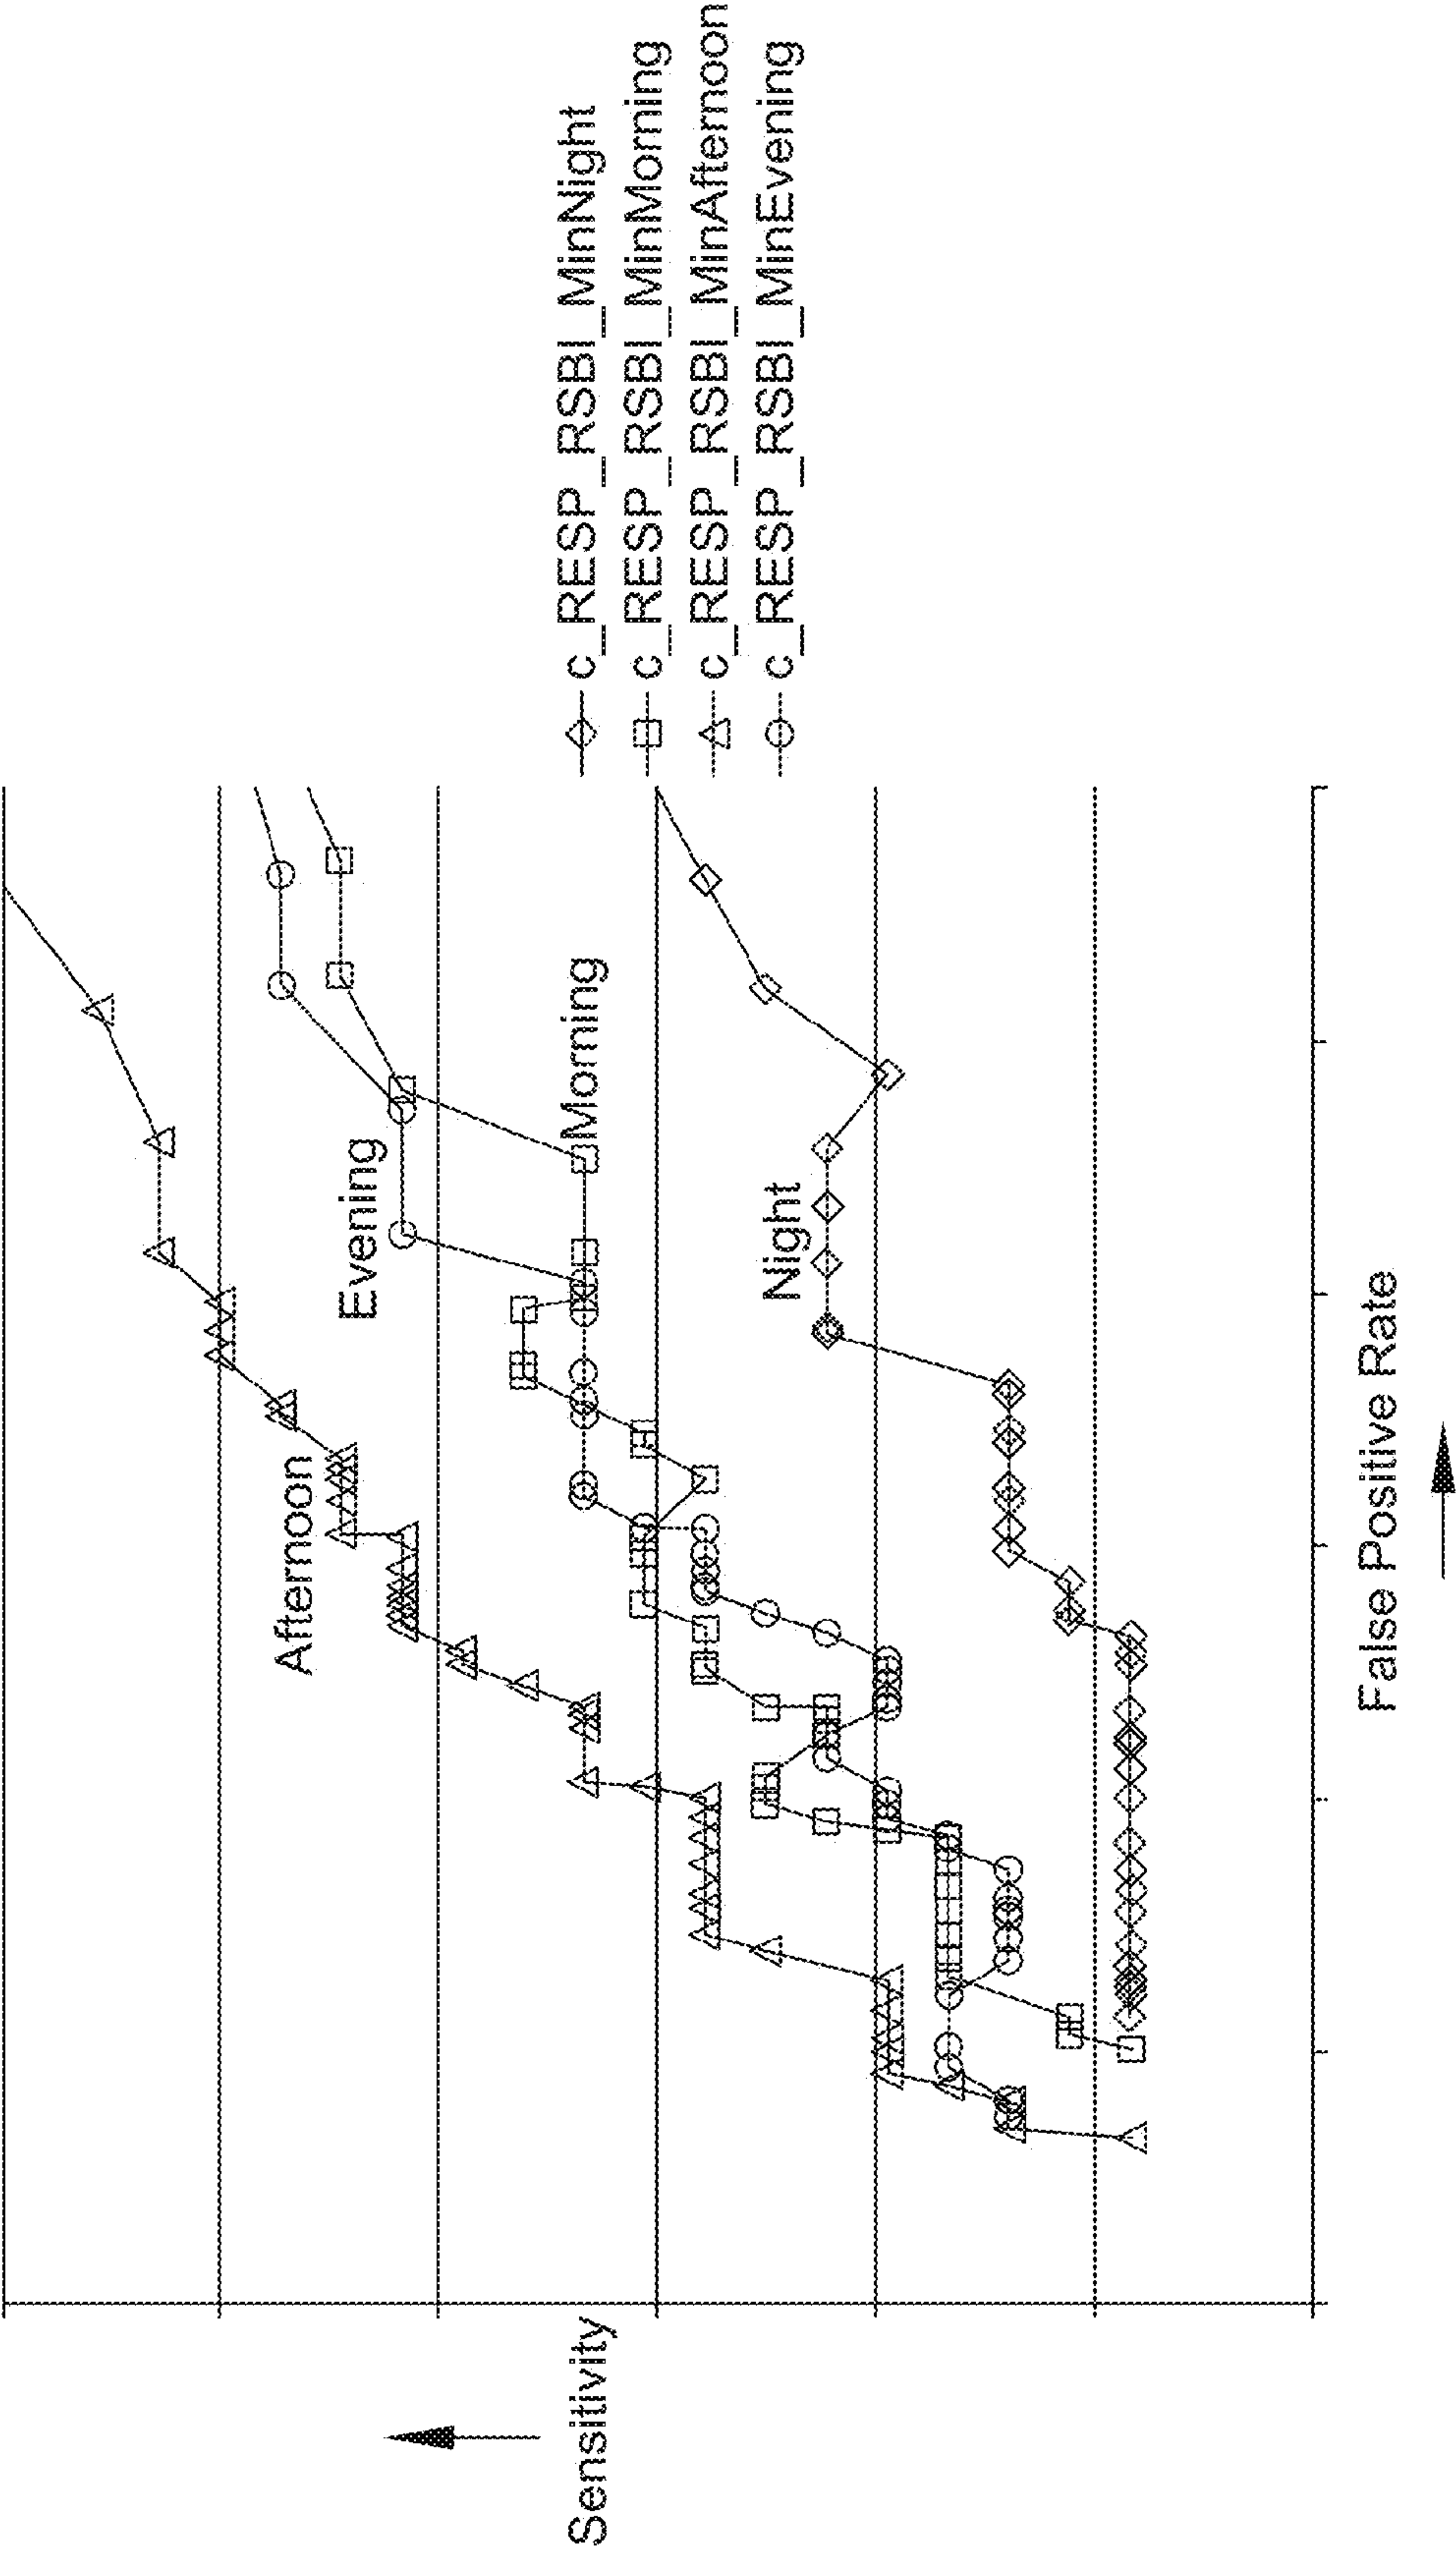 Sensitivity
Afternoon
Evening
Morning
Night
False Positive Rate
c_RESP_RSBI_MinNight
c_RESP_RSBI_MinMorning
c_RESP_RSBI_MinAfternoon
c_RESP_RSBI_MinEvening